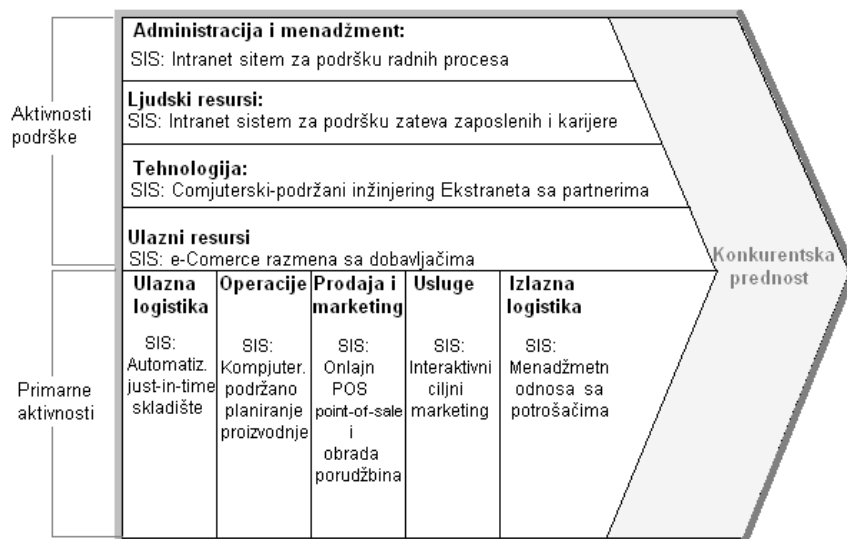 Administracija i menadžment:
SIS: Intranet sitem za podršku radnih procesa
Aktivnosti
podrške
Ljudski resursi:
SIS: Intranet sistem za podršku zateva zaposlenih i karijere
Tehnologija:
SIS: Comjuterski-podržani inžinjering Ekstraneta sa partnerima
Ulazni resursi
SIS: e-Comerce razmena sa dobavljačima
Konkurentska
prednost
Primarne
aktivnosti
Ulazna
logistika
SIS:
Automatiz.
just-in-time
skladište
Operacije
SIS:
Kompjuter.
podržano
planiranje
proizvodnje
Prodaja i
marketing
SIS:
Onlajn
POS
point-of-sale
i
obrada
porudžbina
Usluge
SIS:
Interaktivni
ciljni
marketing
Izlazna
logistika
SIS:
Menadžmetn
odnosa sa
potrošačima